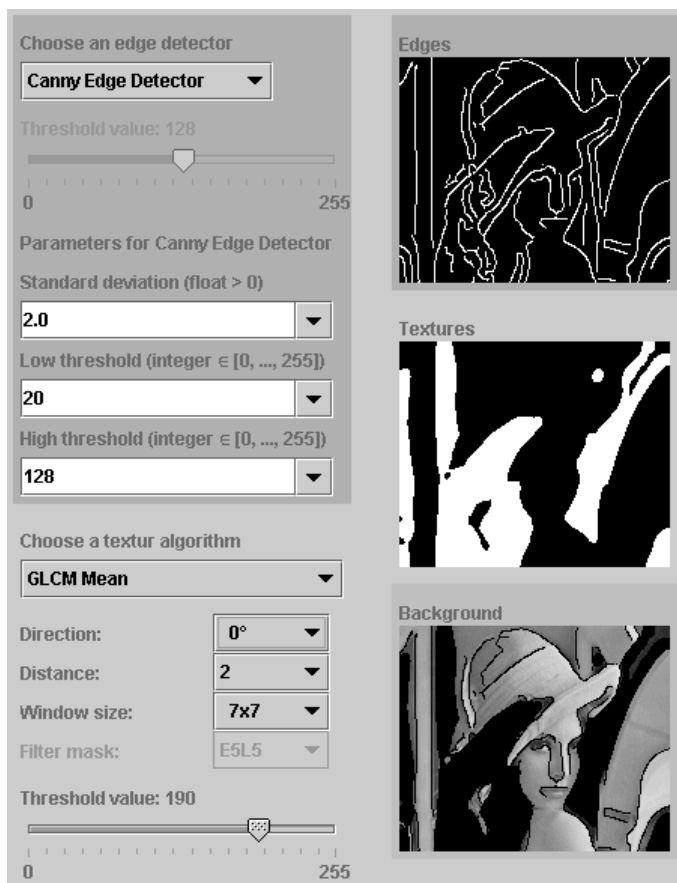 Choose an edge detector
Canny Edge Detector
Threshold value: 128
0 255
Parameters for Canny Edge Detector
Standard deviation (float > 0)
2.0
Low threshold (integer ∈ [0, ..., 255])
20
High threshold (integer ∈ [0, ..., 255])
128
Choose a textur algorithm
GLCM Mean
Direction: 0°
Distance: 2
Window size: 7x7
Filter mask: E5L5
Threshold value: 190
0 255
Edges
Textures
Background